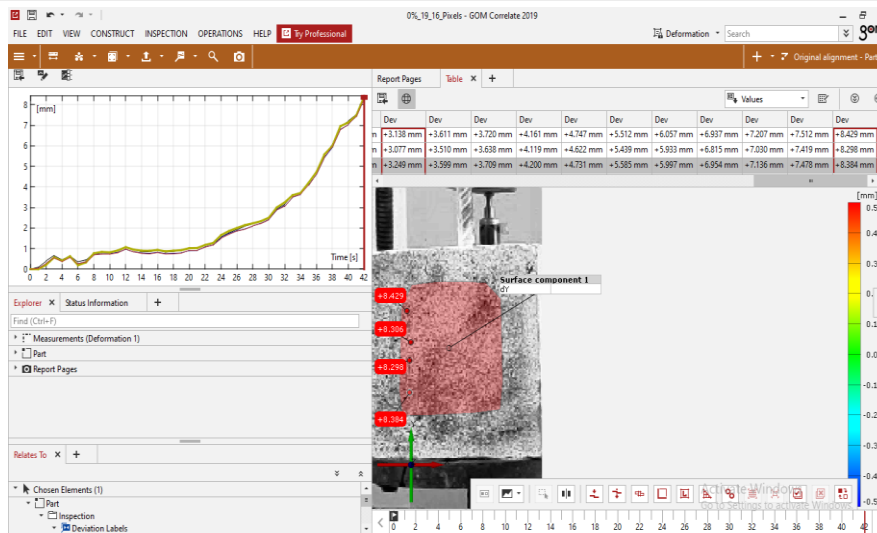 0%_19_16_Pixels - GOM Correlate 2019
FILE EDIT VIEW CONSTRUCT INSPECTION OPERATIONS HELP Try Professional Deformation Search
Original alignment - Part
Report Pages Table
Values
[mm]
8
7
6
5
4
3
2
1
0
Time [s]
0 2 4 6 8 10 12 14 16 18 20 22 24 26 28 30 32 34 36 38 40 42
Dev Dev Dev Dev Dev Dev Dev Dev Dev Dev Dev
m +3.138 mm +3.611 mm +3.720 mm +4.161 mm +4.747 mm +5.512 mm +6.057 mm +6.937 mm +7.207 mm +7.512 mm +8.429 mm
m +3.077 mm +3.510 mm +3.638 mm +4.119 mm +4.622 mm +5.439 mm +5.933 mm +6.815 mm +7.030 mm +7.419 mm +8.298 mm
m +3.249 mm +3.599 mm +3.709 mm +4.200 mm +4.731 mm +5.585 mm +5.997 mm +6.954 mm +7.136 mm +7.478 mm +8.384 mm
Explorer Status Information
Find (Ctrl+F)
Measurements (Deformation 1)
Part
Report Pages
Relates To
Chosen Elements (1)
Part
Inspection
Deviation Labels
Surface component 1
dY
+8.429
+8.306
+8.298
+8.384
[mm]
0.5
0.4
0.3
0.
0.1
0.0
-0.1
-0.2
-0.3
-0.4
-0.5
Activate Windows
Go to Settings to activate Windows.
0 2 4 6 8 10 12 14 16 18 20 22 24 26 28 30 32 34 36 38 40 42